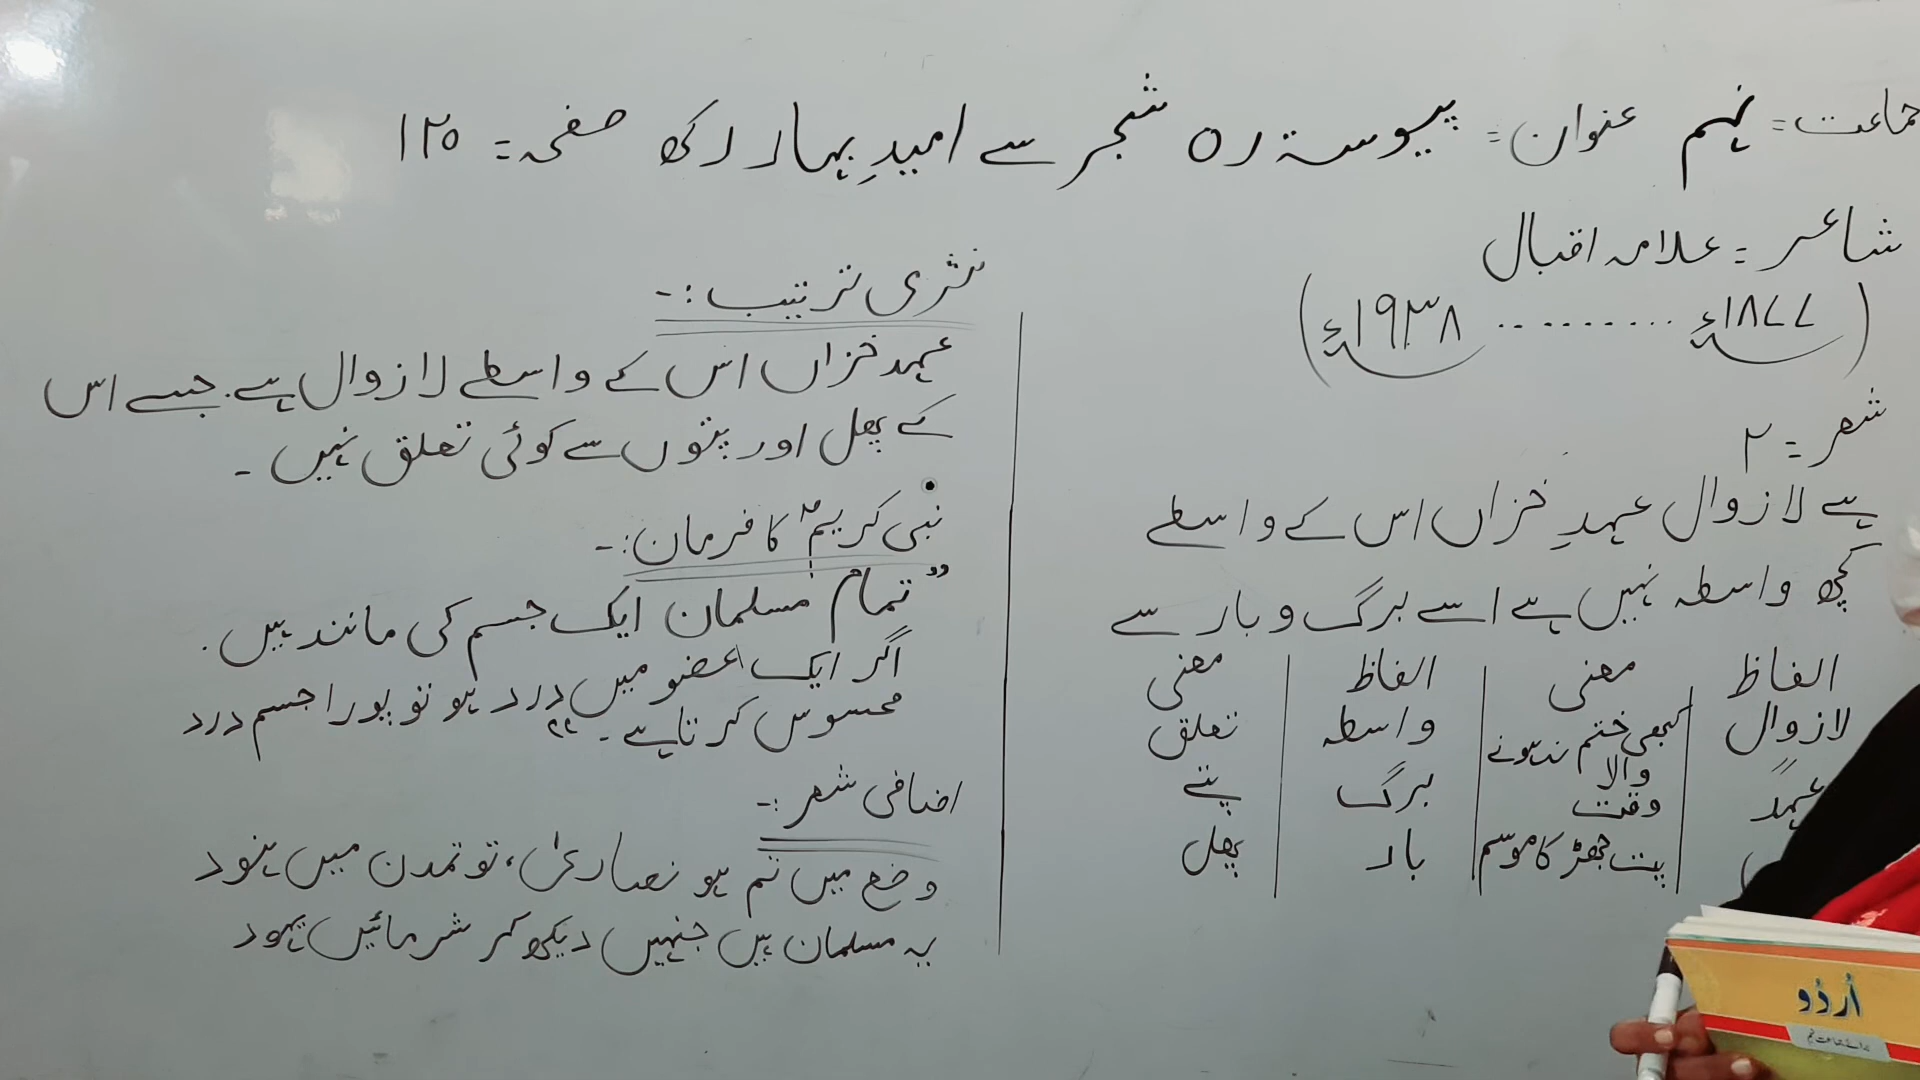 جماعت = نہم عنوان = پیوستہ رہ شجر سے امیدِ بہار رکھ صفحہ = ۱۲۵
شاعر = علامہ اقبال
(۱۸۷۷ء .......... ۱۹۳۸ء)
شعر = ۲
ہے لازوال عہدِ خزاں اس کے واسطے
کچھ واسطہ نہیں ہے اسے برگ و بار سے
الفاظ معنی الفاظ معنی
لازوال کبھی ختم نہ ہونے والا واسطہ تعلق
عہد وقت برگ پتے
پت جھڑ کا موسم بار پھل
نثری ترتیب :-
عہد خزاں اس کے واسطے لازوال ہے. جسے اس
کے پھل اور پتوں سے کوئی تعلق نہیں -
نبی کریمؐ کا فرمان :-
"تمام مسلمان ایک جسم کی مانند ہیں.
اگر ایک اعضو میں درد ہو تو پورا جسم درد
محسوس کرتا ہے -"
اضافی شعر :-
وضع میں تم ہو نصاریٰ، تو تمدن میں ہنود
یہ مسلمان ہیں جنہیں دیکھ کر شرمائیں یہود
اُردُو